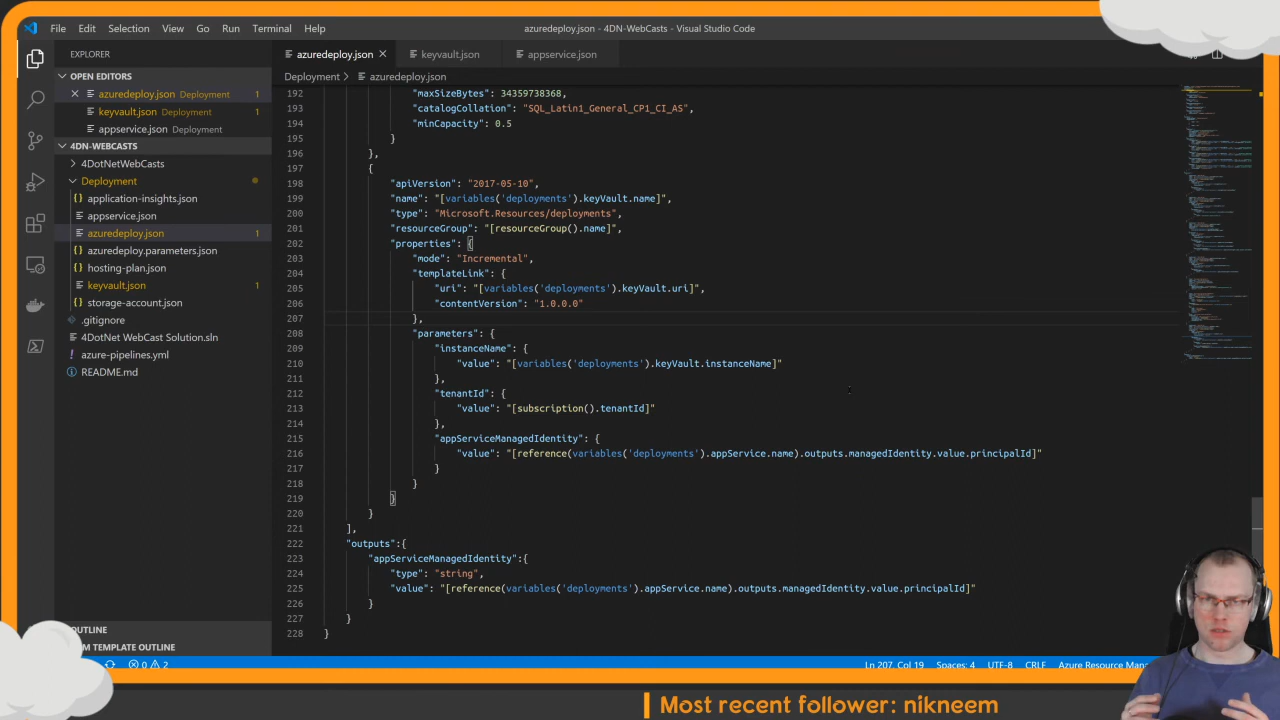 File Edit Selection View Go Run Terminal Help
azuredeploy.json - 4DN-WebCasts - Visual Studio Code
EXPLORER
azuredeploy.json
keyvault.json
appservice.json
OPEN EDITORS
Deployment > azuredeploy.json
azuredeploy.json Deployment 1
keyvault.json Deployment 1
appservice.json Deployment
4DN-WEBCASTS
4DotNetWebCasts
Deployment
application-insights.json
appservice.json
azuredeploy.json 1
azuredeploy.parameters.json
hosting-plan.json
keyvault.json 1
storage-account.json
.gitignore
4DotNet WebCast Solution.sln
azure-pipelines.yml
README.md
192 "maxSizeBytes": 34359738368,
193 "catalogCollation": "SQL_Latin1_General_CP1_CI_AS",
194 "minCapacity": 0.5
195 }
196 },
197 {
198 "apiVersion": "2017-05-10",
199 "name": "[variables('deployments').keyVault.name]",
200 "type": "Microsoft.Resources/deployments",
201 "resourceGroup": "[resourceGroup().name]",
202 "properties": {
203 "mode": "Incremental",
204 "templateLink": {
205 "uri": "[variables('deployments').keyVault.uri]",
206 "contentVersion": "1.0.0.0"
207 },
208 "parameters": {
209 "instanceName": {
210 "value": "[variables('deployments').keyVault.instanceName]"
211 },
212 "tenantId": {
213 "value": "[subscription().tenantId]"
214 },
215 "appServiceManagedIdentity": {
216 "value": "[reference(variables('deployments').appService.name).outputs.managedIdentity.value.principalId]"
217 }
218 }
219 }
220 }
221 ],
222 "outputs":{
223 "appServiceManagedIdentity":{
224 "type": "string",
225 "value": "[reference(variables('deployments').appService.name).outputs.managedIdentity.value.principalId]"
226 }
227 }
228 }
OUTLINE
TEMPLATE OUTLINE
0 2
Ln 207, Col 19 Spaces: 4 UTF-8 CRLF Azure Resource
Most recent follower: nikneem